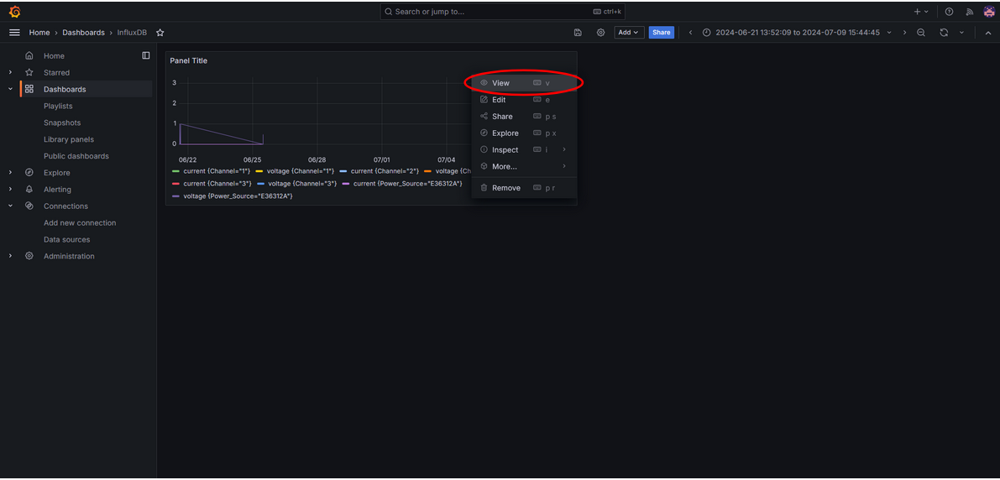 Search or jump to... ctrl+k
Home › Dashboards › InfluxDB
Add Share 2024-06-21 13:52:09 to 2024-07-09 15:44:45
Home
Starred
Dashboards
Playlists
Snapshots
Library panels
Public dashboards
Explore
Alerting
Connections
Add new connection
Data sources
Administration
Panel Title
3
2
1
0
06/22 06/25 06/28 07/01 07/04
current {Channel="1"} voltage {Channel="1"} current {Channel="2"} voltage {Ch
current {Channel="3"} voltage {Channel="3"} current {Power_Source="E36312A"}
voltage {Power_Source="E36312A"}
View v
Edit e
Share p s
Explore p x
Inspect i
More...
Remove p r